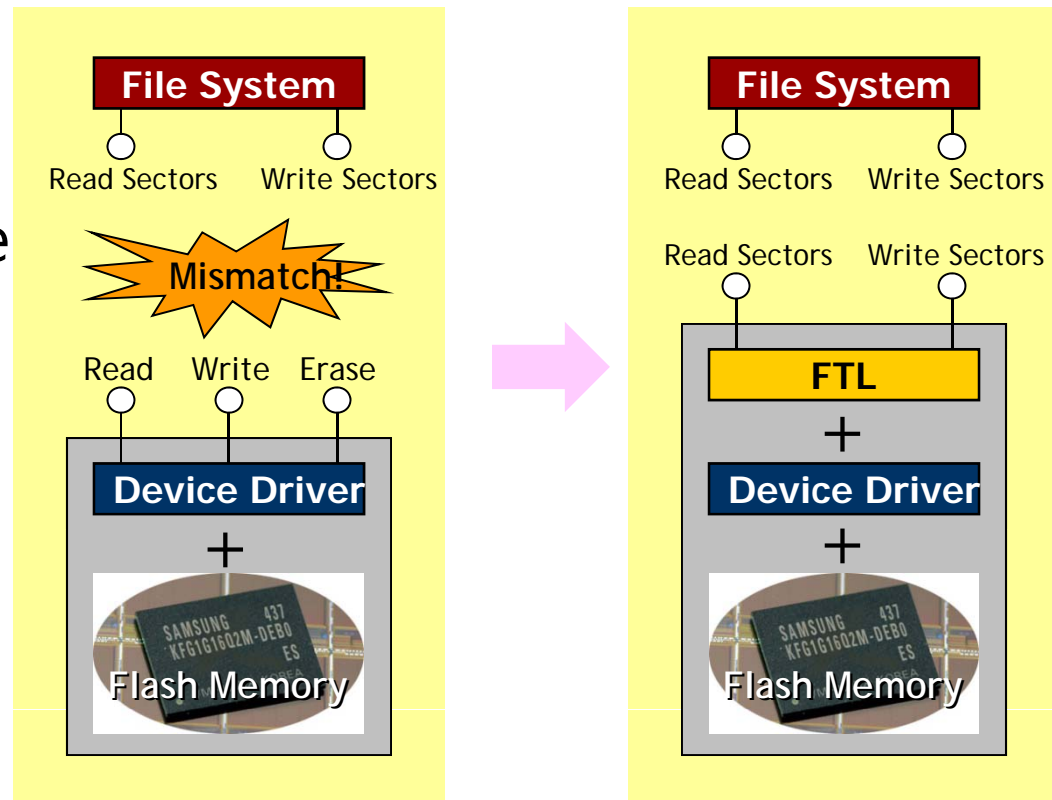 File System
Read Sectors Write Sectors
e
Mismatch!
Read Write Erase
Device Driver
+
SAMSUNG 437
KFG1G16Q2M-DEB0
ES
Flash Memory
File System
Read Sectors Write Sectors
Read Sectors Write Sectors
FTL
+
Device Driver
+
SAMSUNG 437
KFG1G16Q2M-DEB0
ES
Flash Memory